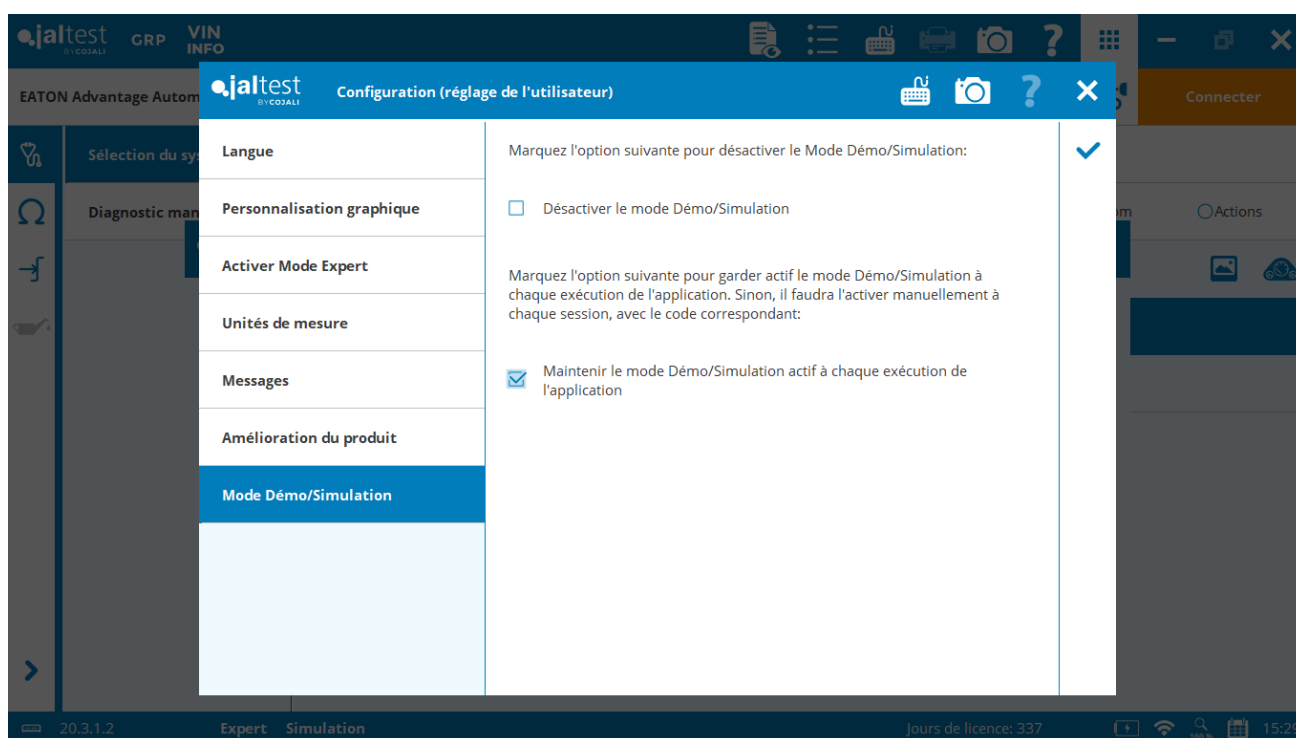 jaltest
BY COJALI
GRP
VIN
INFO
EATON Advantage Autom
Connecter
Sélection du sy
Diagnostic man
om
Actions
jaltest
BY COJALI
Configuration (réglage de l'utilisateur)
Langue
Personnalisation graphique
Activer Mode Expert
Unités de mesure
Messages
Amélioration du produit
Mode Démo/Simulation
Marquez l'option suivante pour désactiver le Mode Démo/Simulation:
Désactiver le mode Démo/Simulation
Marquez l'option suivante pour garder actif le mode Démo/Simulation à
chaque exécution de l'application. Sinon, il faudra l'activer manuellement à
chaque session, avec le code correspondant:
Maintenir le mode Démo/Simulation actif à chaque exécution de
l'application
20.3.1.2
Expert
Simulation
Jours de licence: 337
100 %
15:29